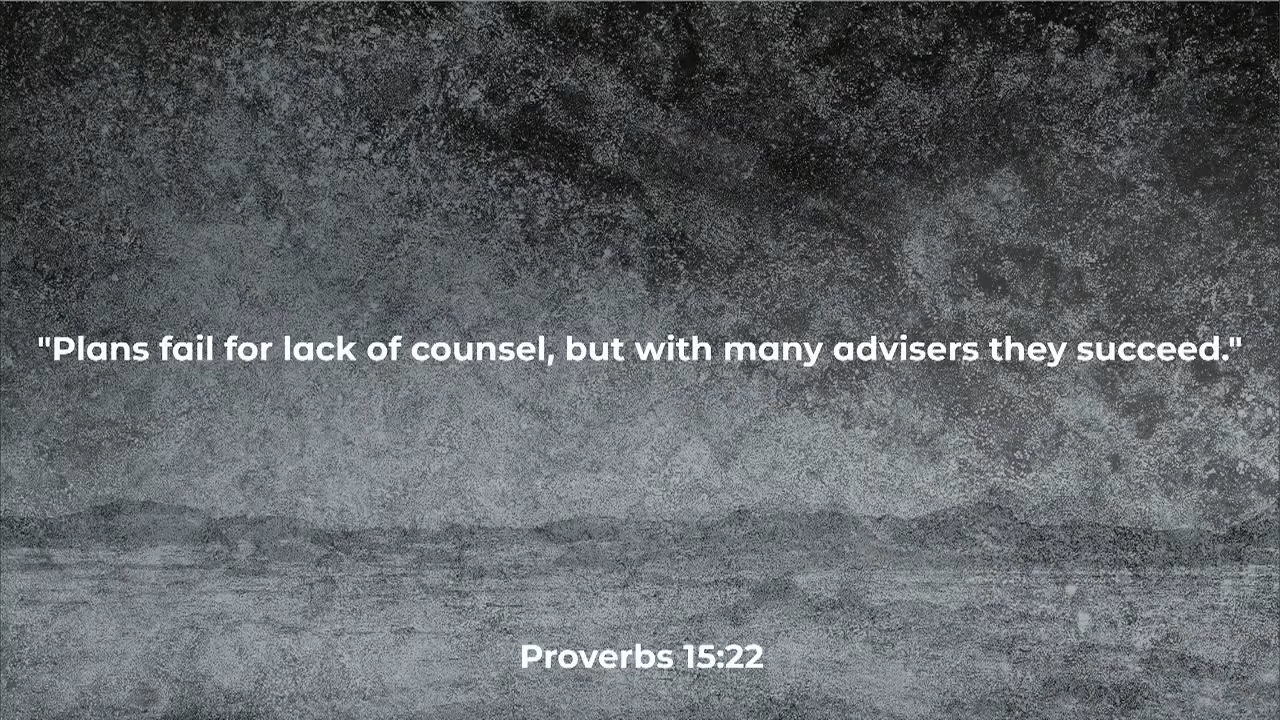 "Plans fail for lack of counsel, but with many advisers they succeed."
Proverbs 15:22